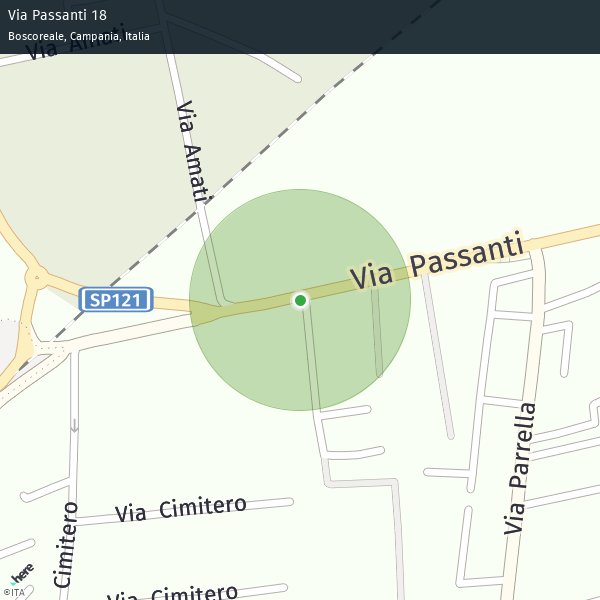 Via Passanti 18
Boscoreale, Campania, Italia
Via Amati
Via Amati
Via Passanti
SP121
Via Parrella
Via Cimitero
Cimitero
Via Cimitero
here
©ITA